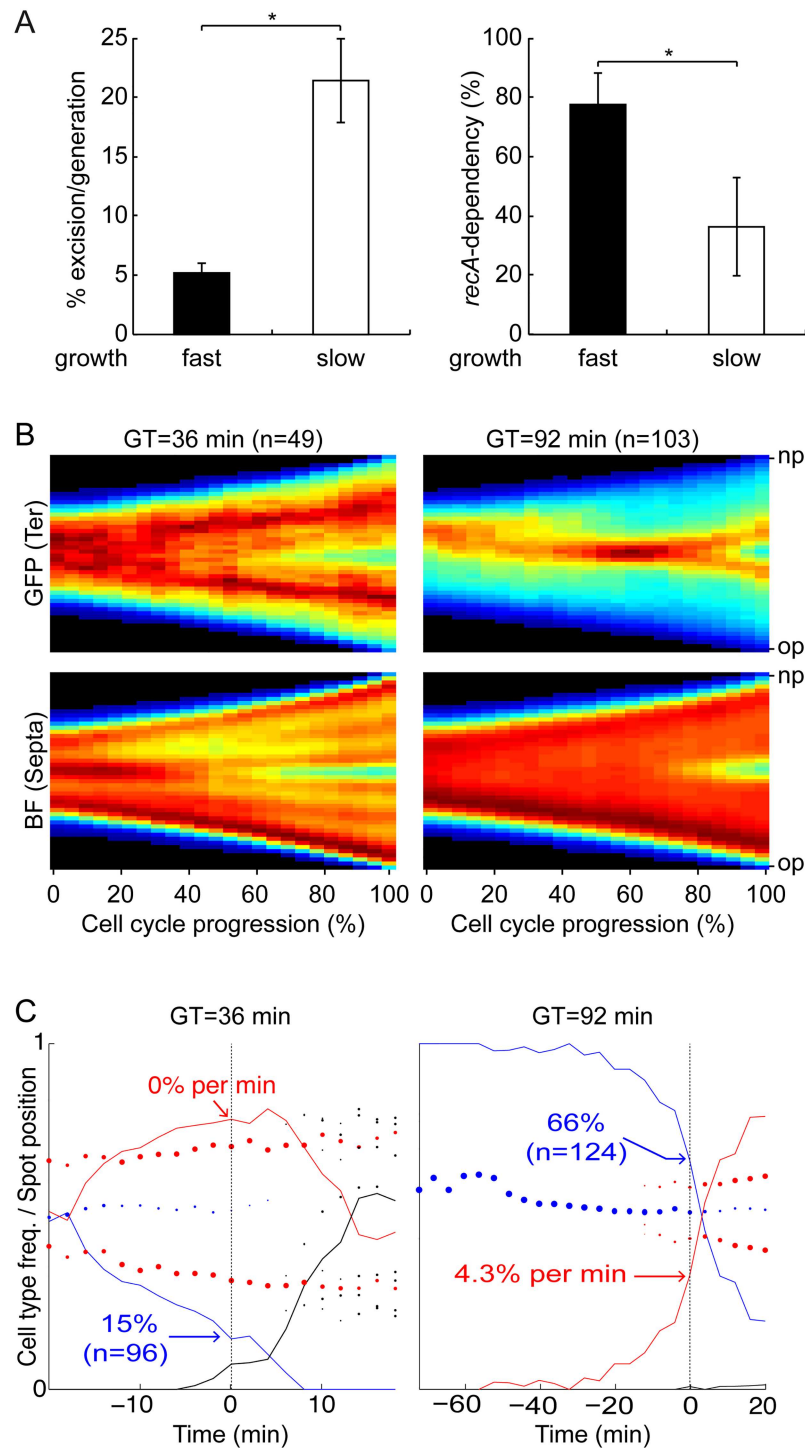 A
% excisión/generation
25
20
15
10
5
0
*
growth fast slow
recA-dependency (%)
100
80
60
40
20
0
*
growth fast slow
B
GT=36 min (n=49)
GT=92 min (n=103)
GFP (Ter)
np
op
BF (Septa)
np
op
0 20 40 60 80 100
0 20 40 60 80 100
Cell cycle progression (%)
Cell cycle progression (%)
C
GT=36 min
GT=92 min
Cell type freq. / Spot position
1
0
0% per min
15%
(n=96)
66%
(n=124)
4.3% per min
−10 0 10
−60 −40 −20 0 20
Time (min)
Time (min)